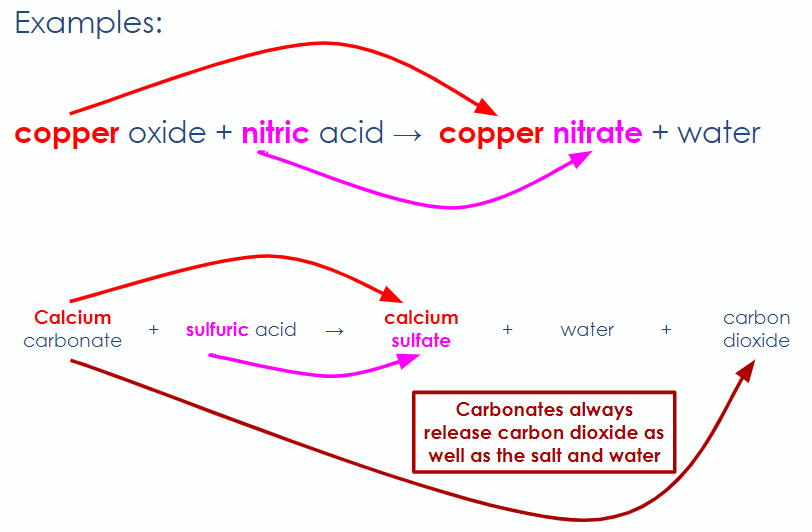 Examples:
copper oxide + nitric acid → copper nitrate + water
Calcium carbonate + sulfuric acid → calcium sulfate + water + carbon dioxide
Carbonates always
release carbon dioxide as
well as the salt and water